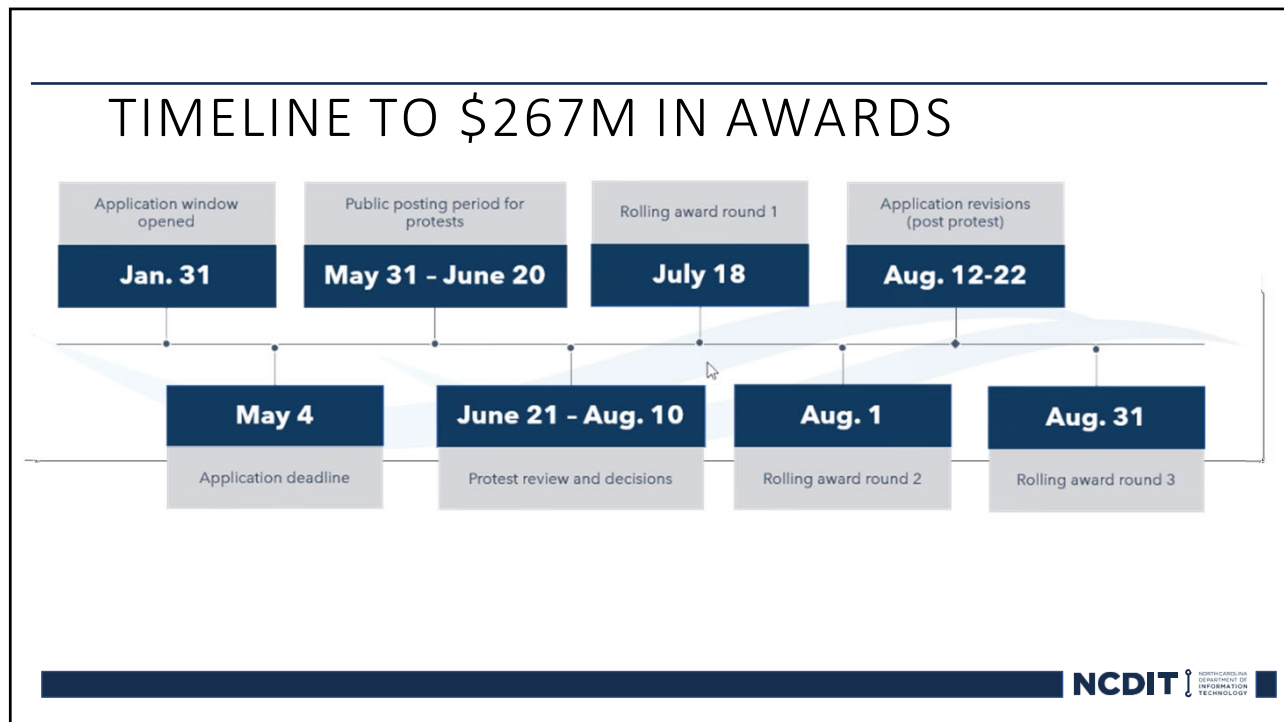 TIMELINE TO $267M IN AWARDS
Application window
opened
Jan. 31
Public posting period for
protests
May 31 – June 20
Rolling award round 1
July 18
Application revisions
(post protest)
Aug. 12-22
May 4
Application deadline
June 21 – Aug. 10
Protest review and decisions
Aug. 1
Rolling award round 2
Aug. 31
Rolling award round 3
NCDIT
NORTH CAROLINA
DEPARTMENT OF
INFORMATION
TECHNOLOGY